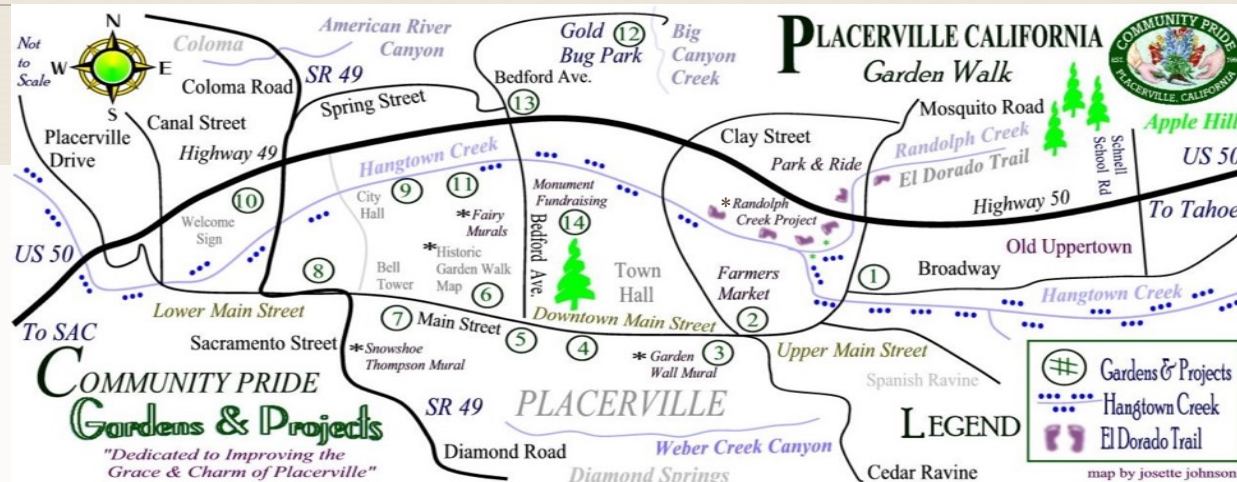 Not
to
Scale
N
W
E
S
Coloma
Coloma Road
American River
Canyon
SR 49
Gold
Bug Park
12
Big
Canyon
Creek
PLACERVILLE CALIFORNIA
Garden Walk
COMMUNITY PRIDE
PLACERVILLE, CALIFORNIA
Bedford Ave.
13
Spring Street
Placerville
Drive
Canal Street
Highway 49
Clay Street
Mosquito Road
Randolph Creek
El Dorado Trail
Park & Ride
Schnell
School Rd
Apple Hill
US 50
To Tahoe
Highway 50
Hangtown Creek
10
Welcome
Sign
City
Hall
9
11
*Fairy
Murals
Monument
Fundraising
14
Bedford Ave.
*Randolph
Creek Project
Old Uppertown
US 50
8
Bell
Tower
*Historic
Garden Walk
Map
6
Town
Hall
Farmers
Market
1
Broadway
Hangtown Creek
Lower Main Street
7
Main Street
5
Downtown Main Street
4
2
3
To SAC
Sacramento Street
*Snowshoe
Thompson Mural
*Garden
Wall Mural
Upper Main Street
Spanish Ravine
COMMUNITY PRIDE
Gardens & Projects
"Dedicated to Improving the
Grace & Charm of Placerville"
SR 49
Diamond Road
PLACERVILLE
Weber Creek Canyon
Diamond Springs
Cedar Ravine
LEGEND
Gardens & Projects
Hangtown Creek
El Dorado Trail
map by josette johnson